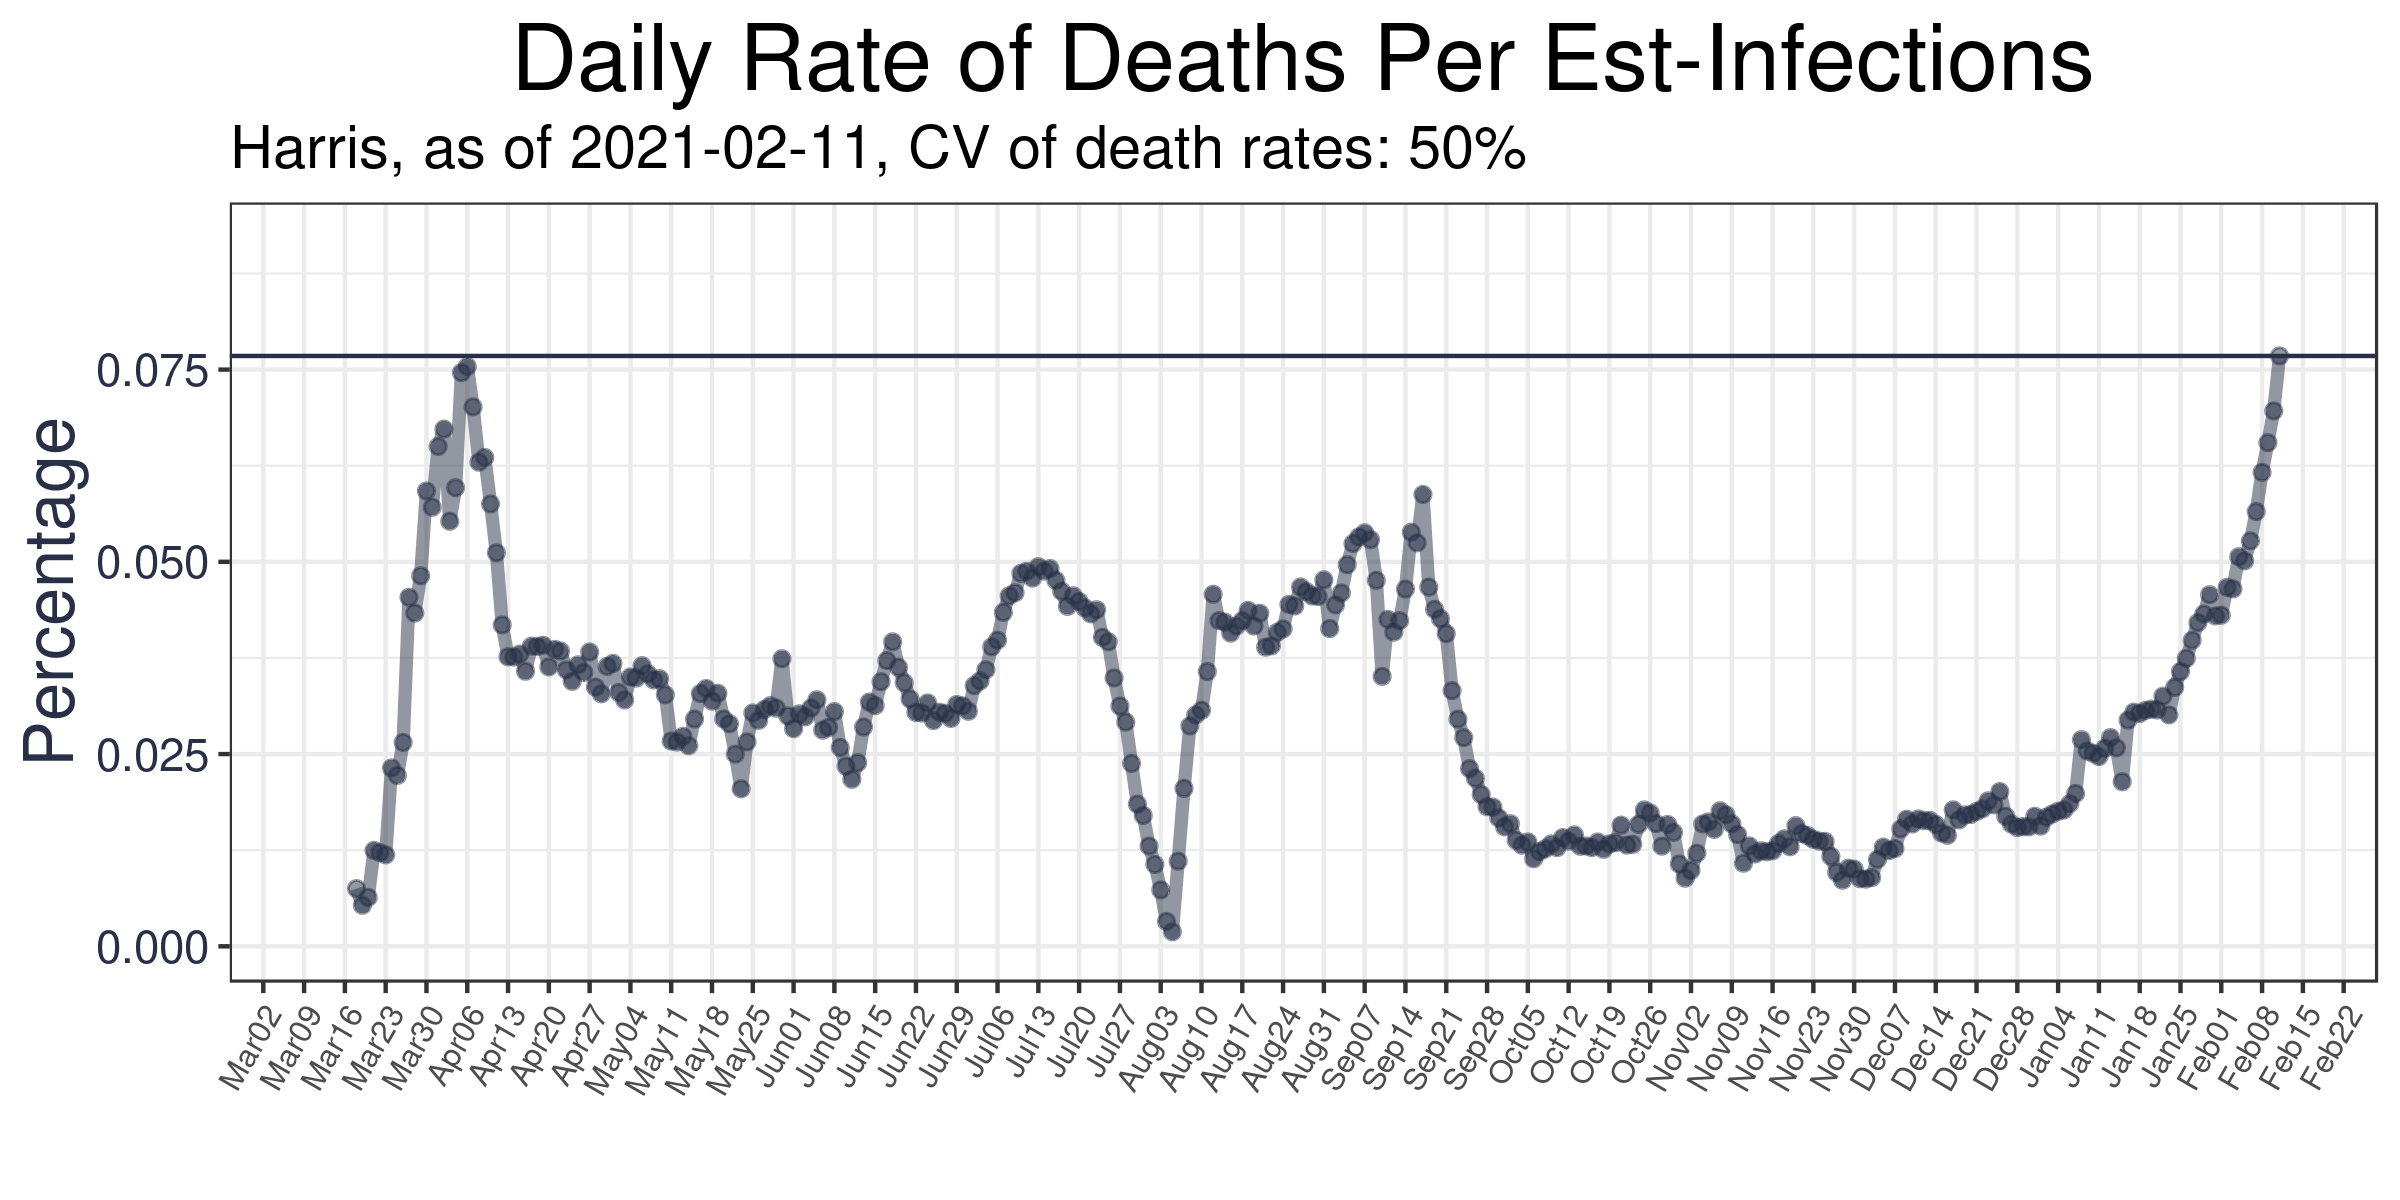 Daily Rate of Deaths Per Est-Infections
Harris, as of 2021-02-11, CV of death rates: 50%
Percentage
0.075
0.050
0.025
0.000
Mar02 Mar09 Mar16 Mar23 Mar30 Apr06 Apr13 Apr20 Apr27 May04 May11 May18 May25 Jun01 Jun08 Jun15 Jun22 Jun29 Jul06 Jul13 Jul20 Jul27 Aug03 Aug10 Aug17 Aug24 Aug31 Sep07 Sep14 Sep21 Sep28 Oct05 Oct12 Oct19 Oct26 Nov02 Nov09 Nov16 Nov23 Nov30 Dec07 Dec14 Dec21 Dec28 Jan04 Jan11 Jan18 Jan25 Feb01 Feb08 Feb15 Feb22